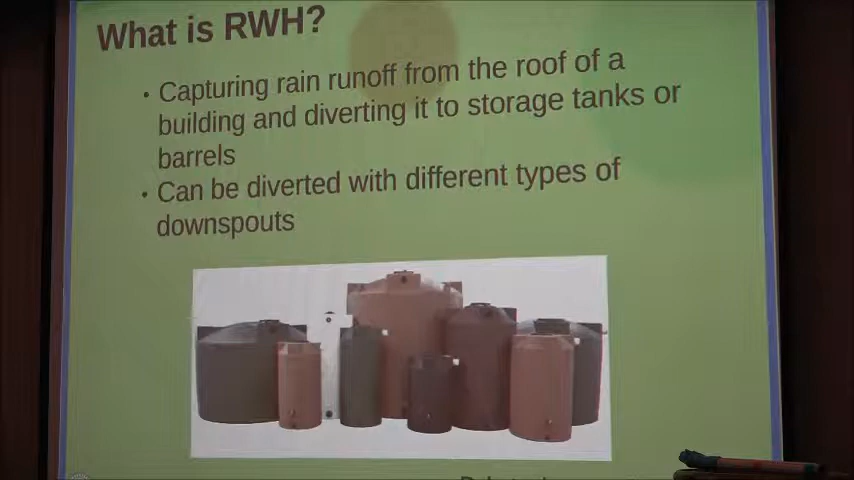 What is RWH?
• Capturing rain runoff from the roof of a
building and diverting it to storage tanks or
barrels
• Can be diverted with different types of
downspouts